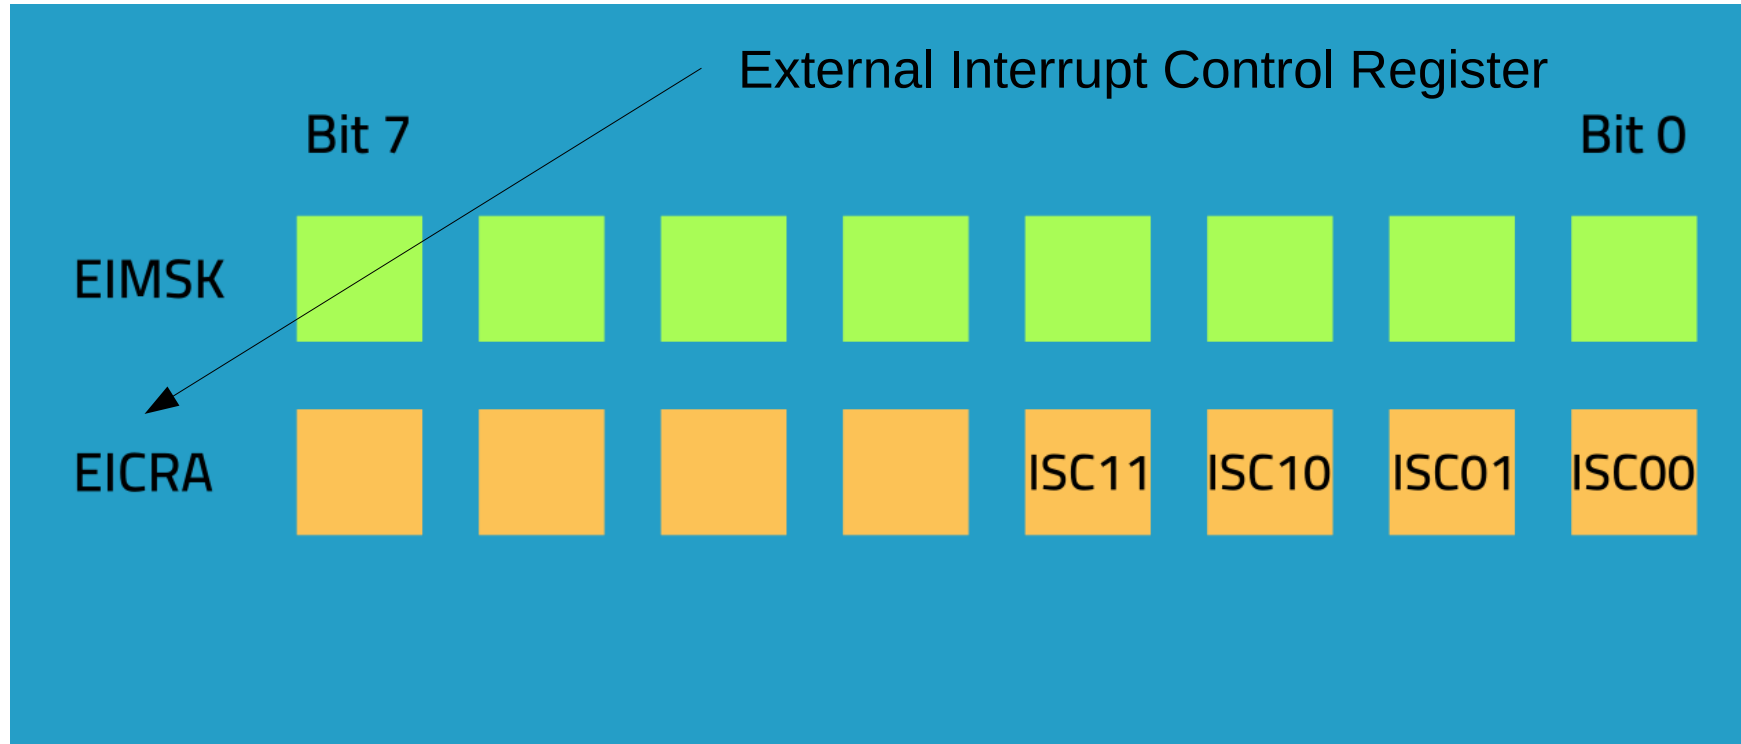 External Interrupt Control Register
Bit 7 Bit 0
EIMSK
EICRA ISC11 ISC10 ISC01 ISC00